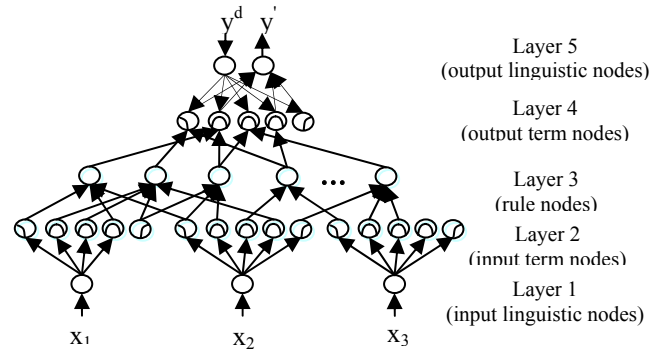 y^d y'
Layer 5
(output linguistic nodes)
Layer 4
(output term nodes)
...
Layer 3
(rule nodes)
Layer 2
(input term nodes)
Layer 1
(input linguistic nodes)
x₁ x₂ x₃